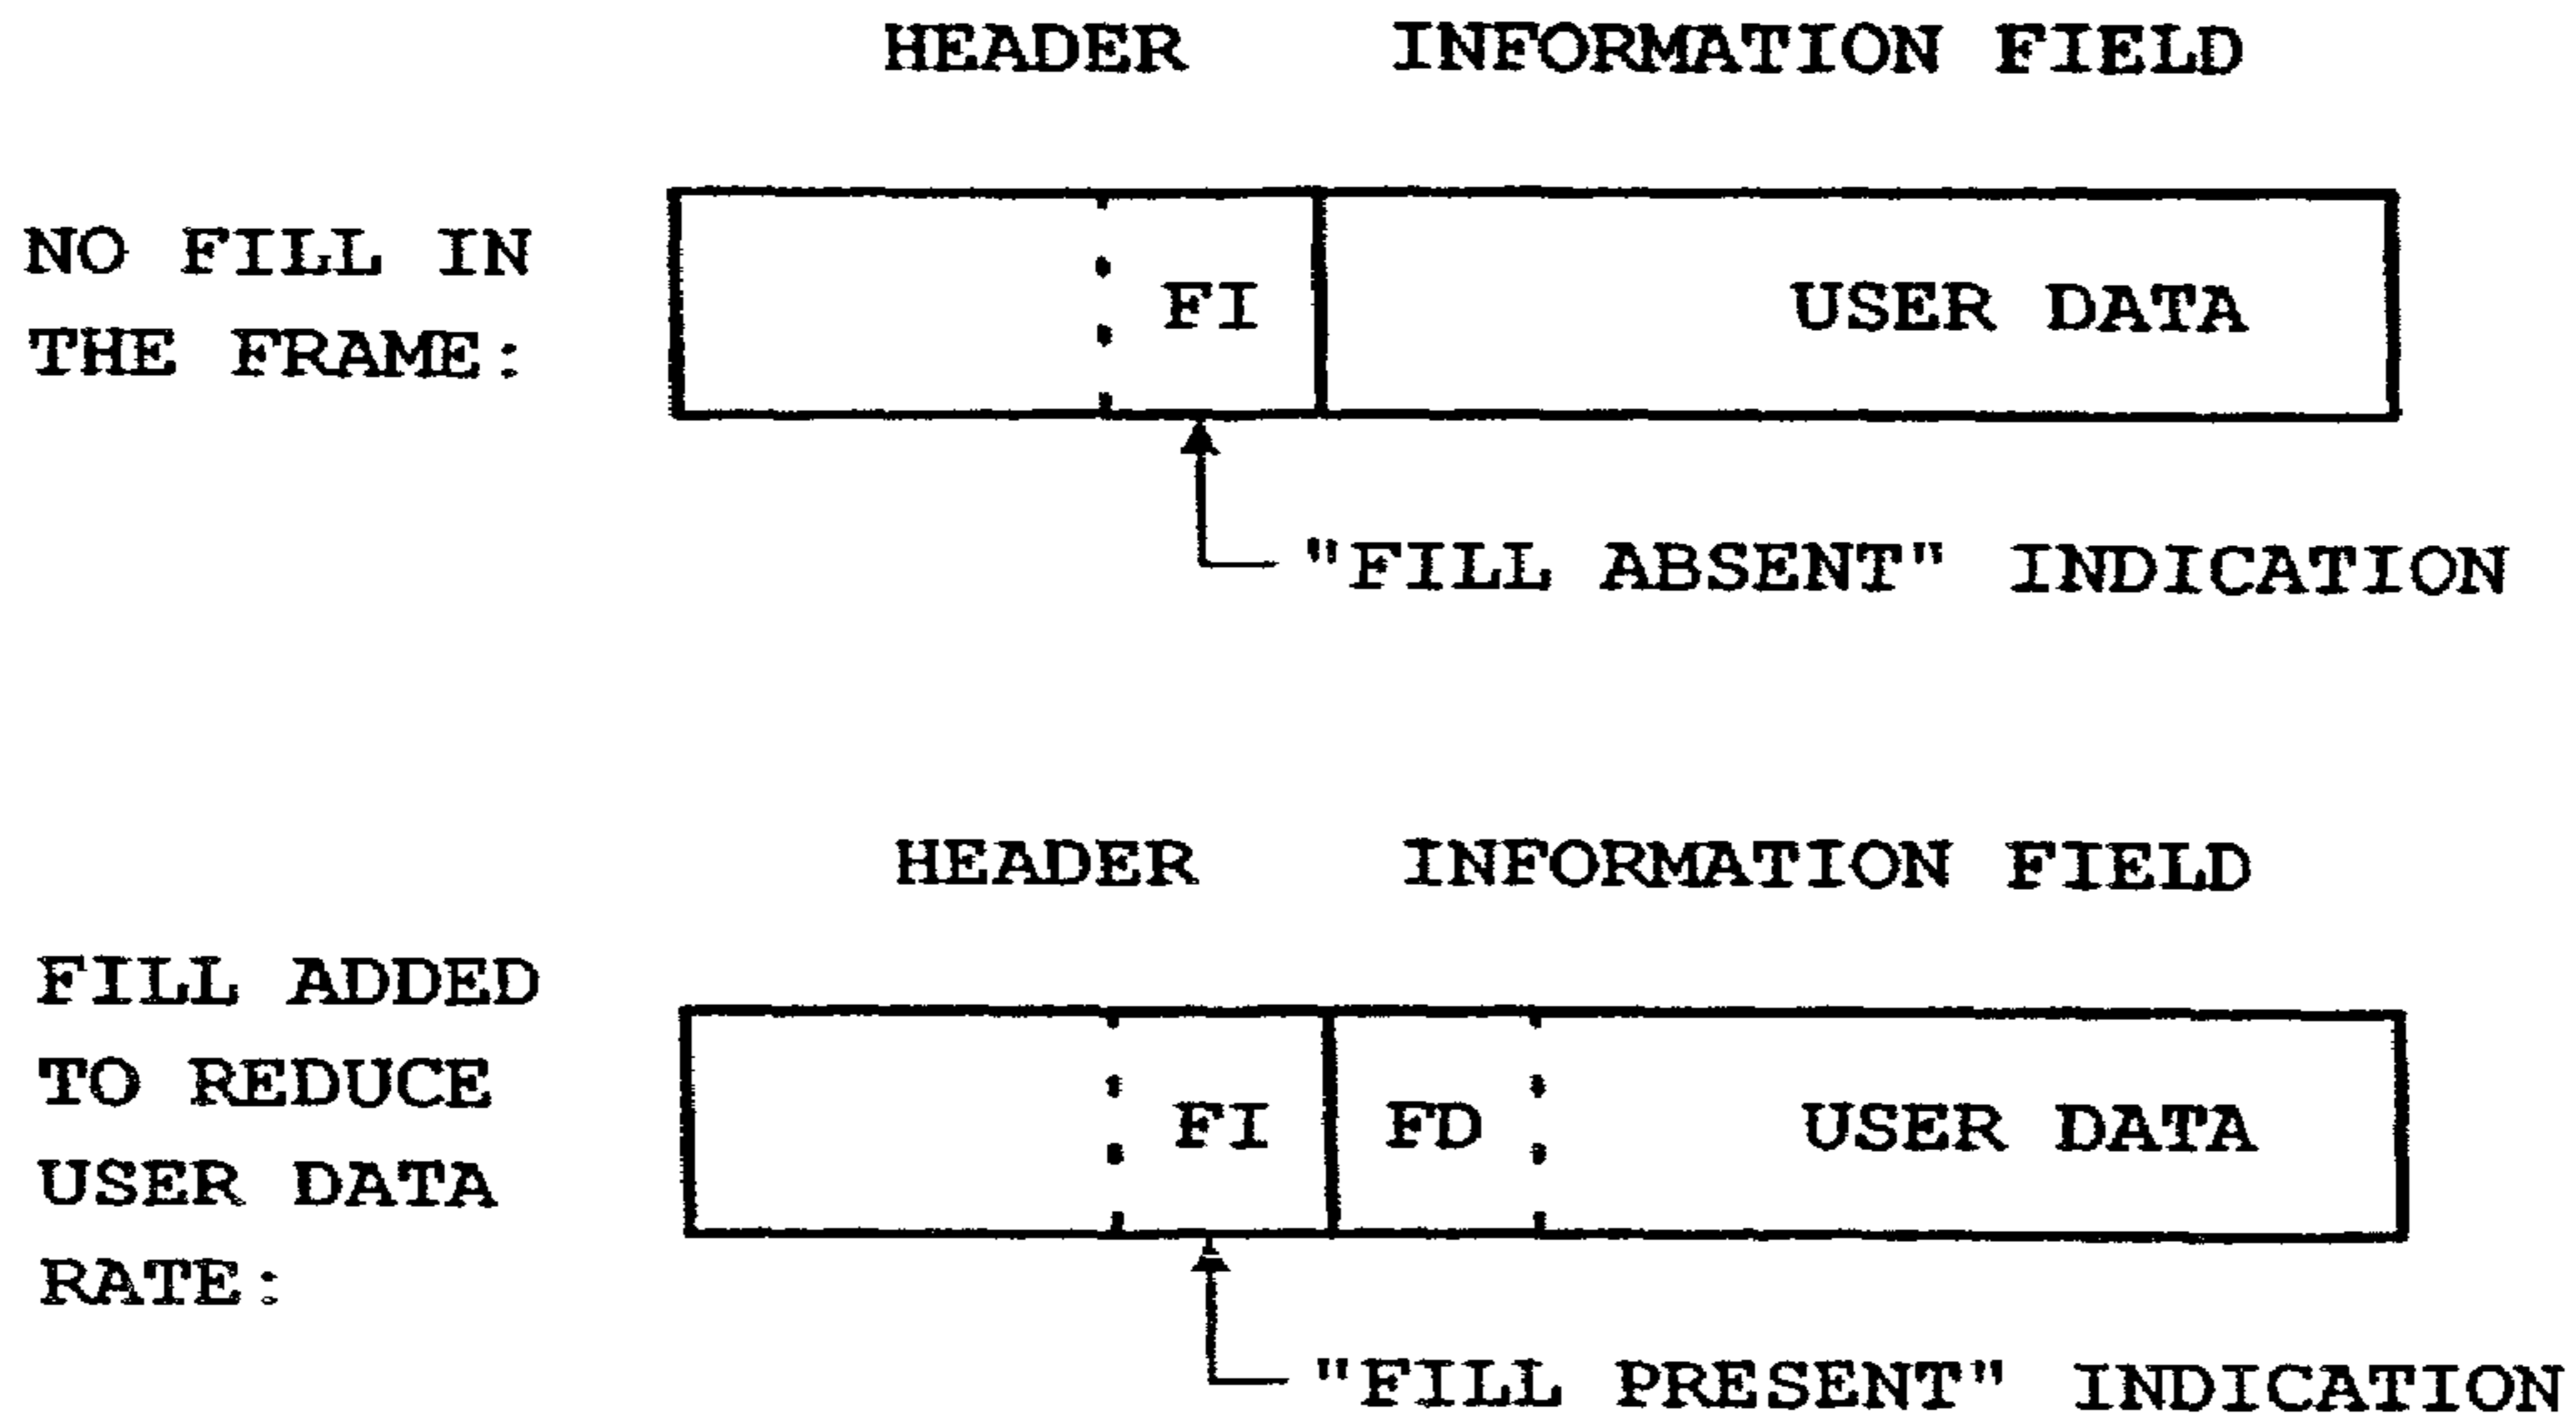 HEADER INFORMATION FIELD
NO FILL IN
THE FRAME:
FI USER DATA
"FILL ABSENT" INDICATION
HEADER INFORMATION FIELD
FILL ADDED
TO REDUCE
USER DATA
RATE:
FI FD USER DATA
"FILL PRESENT" INDICATION